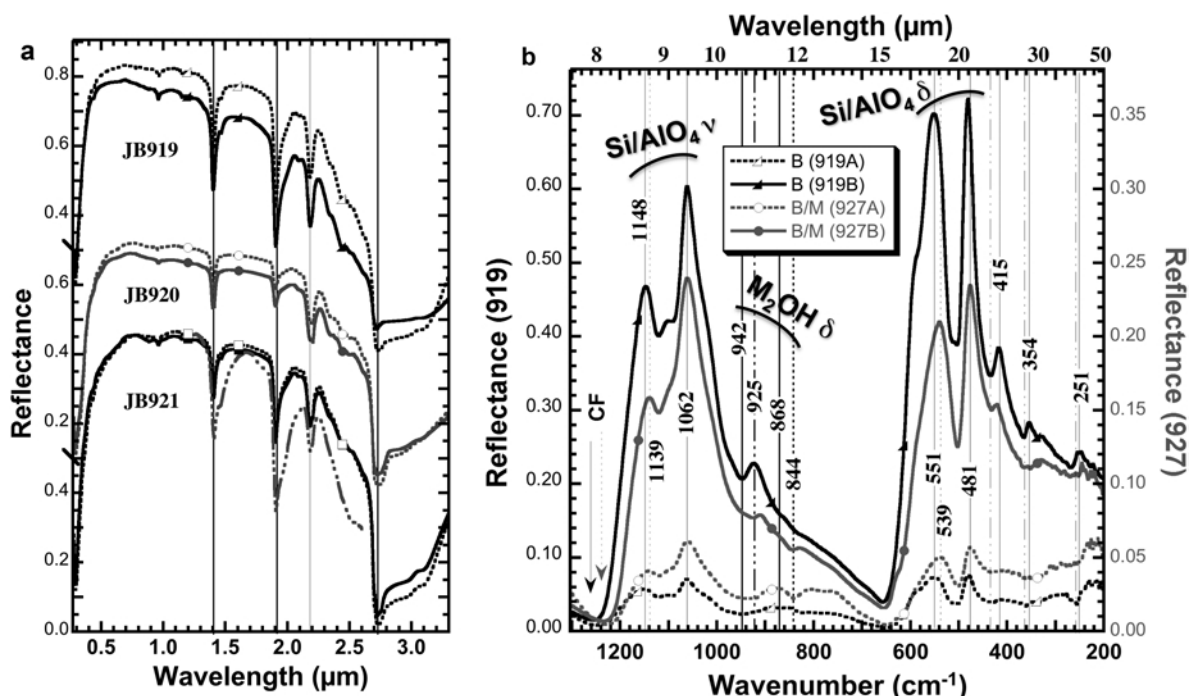 a
0.8
0.6
0.4
0.6
0.4
0.2
0.4
0.2
0.0
Reflectance
JB919
JB920
JB921
0.5 1.0 1.5 2.0 2.5 3.0
Wavelength (µm)
b
Wavelength (µm)
8 9 10 12 15 20 30 50
0.70
0.60
0.50
0.40
0.30
0.20
0.10
0.00
Reflectance (919)
Si/AlO4 ν
Si/AlO4 δ
M2OH δ
B (919A)
B (919B)
B/M (927A)
B/M (927B)
CF
1148
1139
1062
942
925
868
844
551
539
481
415
354
251
0.35
0.30
0.25
0.20
0.15
0.10
0.05
0.00
Reflectance (927)
1200 1000 800 600 400 200
Wavenumber (cm-1)